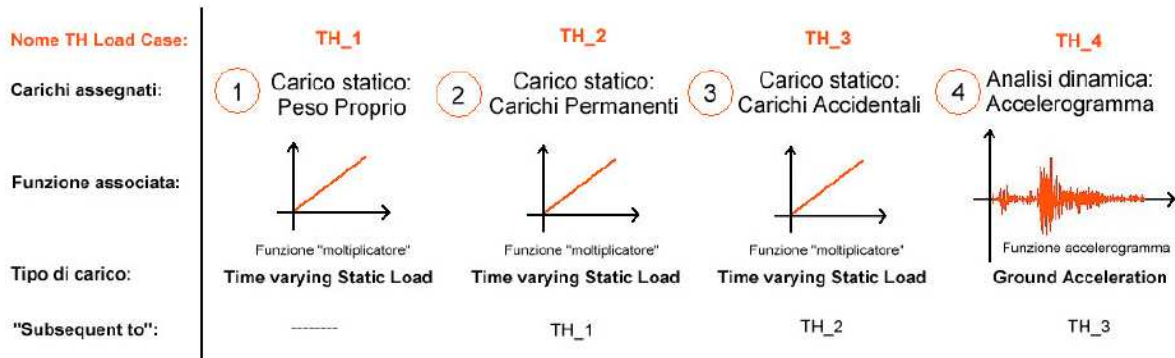 Nome TH Load Case:
TH_1
TH_2
TH_3
TH_4
Carichi assegnati:
1
Carico statico:
Peso Proprio
2
Carico statico:
Carichi Permanenti
3
Carico statico:
Carichi Accidentali
4
Analisi dinamica:
Accelerogramma
Funzione associata:
Funzione "moltiplicatore"
Funzione "moltiplicatore"
Funzione "moltiplicatore"
Funzione accelerogramma
Tipo di carico:
Time varying Static Load
Time varying Static Load
Time varying Static Load
Ground Acceleration
"Subsequent to":
--------
TH_1
TH_2
TH_3